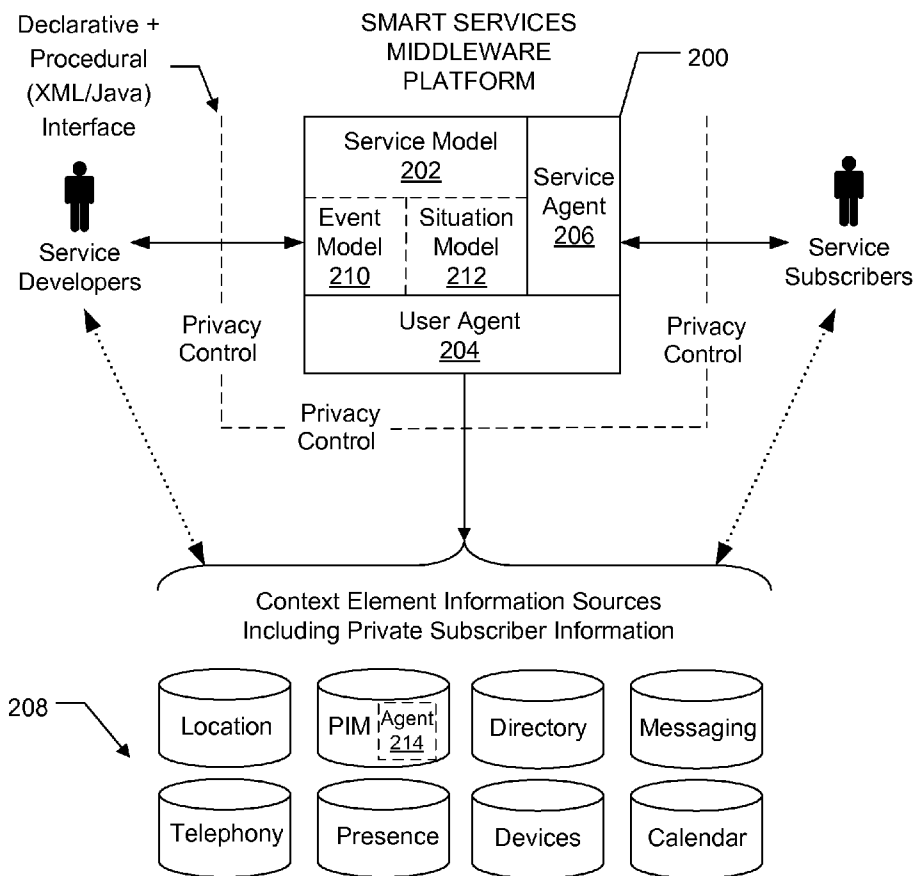 Declarative +
Procedural
(XML/Java)
Interface
SMART SERVICES
MIDDLEWARE
PLATFORM
200
Service Model
202
Service
Agent
206
Event
Model
210
Situation
Model
212
User Agent
204
Service
Developers
Service
Subscribers
Privacy
Control
Privacy
Control
Privacy
Control
Context Element Information Sources
Including Private Subscriber Information
208
Location
PIM
Agent
214
Directory
Messaging
Telephony
Presence
Devices
Calendar